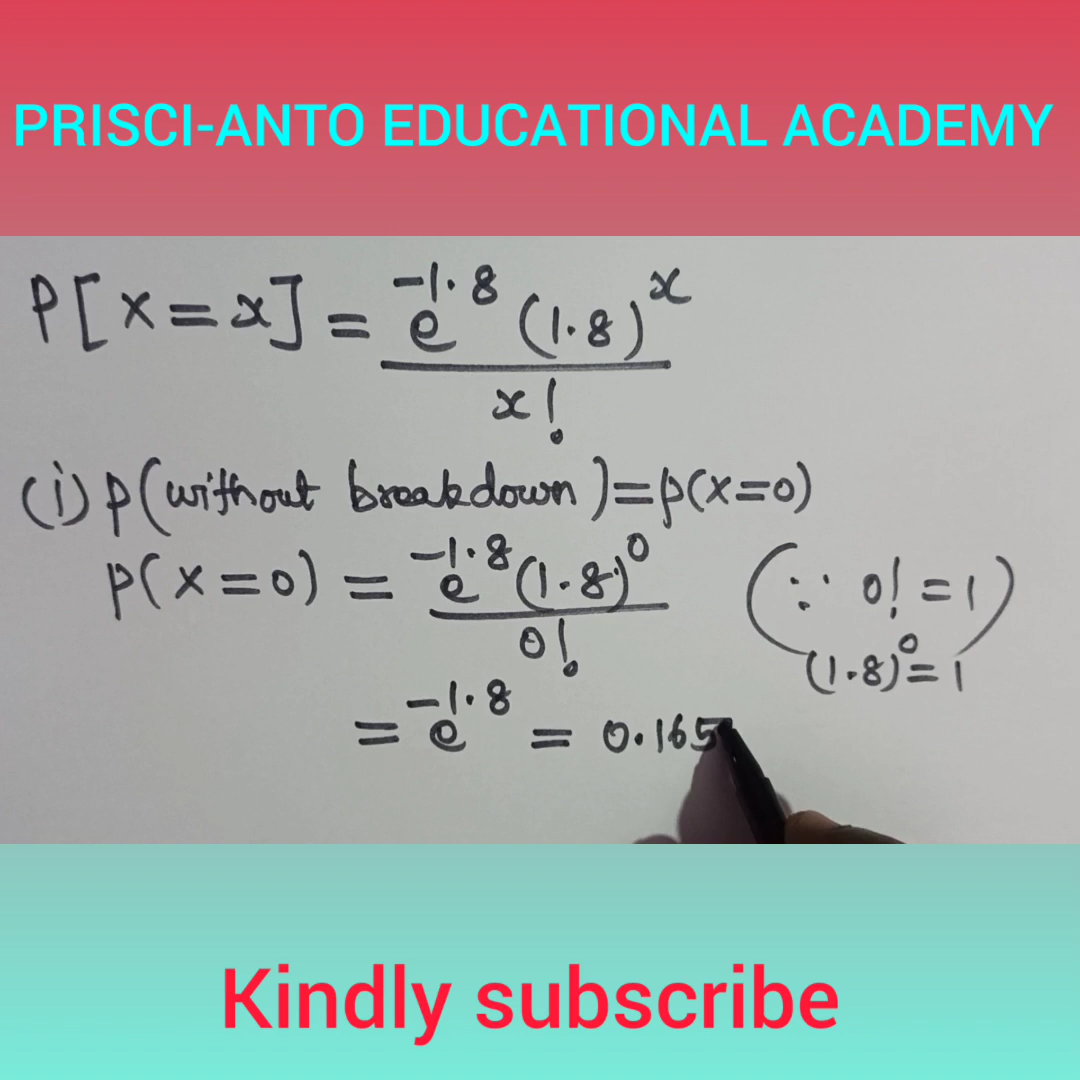 PRISCI-ANTO EDUCATIONAL ACADEMY
P[X=x] = e^-1.8 (1.8)^x / x!
(i) P(without breakdown)=P(X=0)
P(X=0) = e^-1.8 (1.8)^0 / 0! (∵ 0! = 1)
(1.8)^0 = 1
= e^-1.8 = 0.165
Kindly subscribe